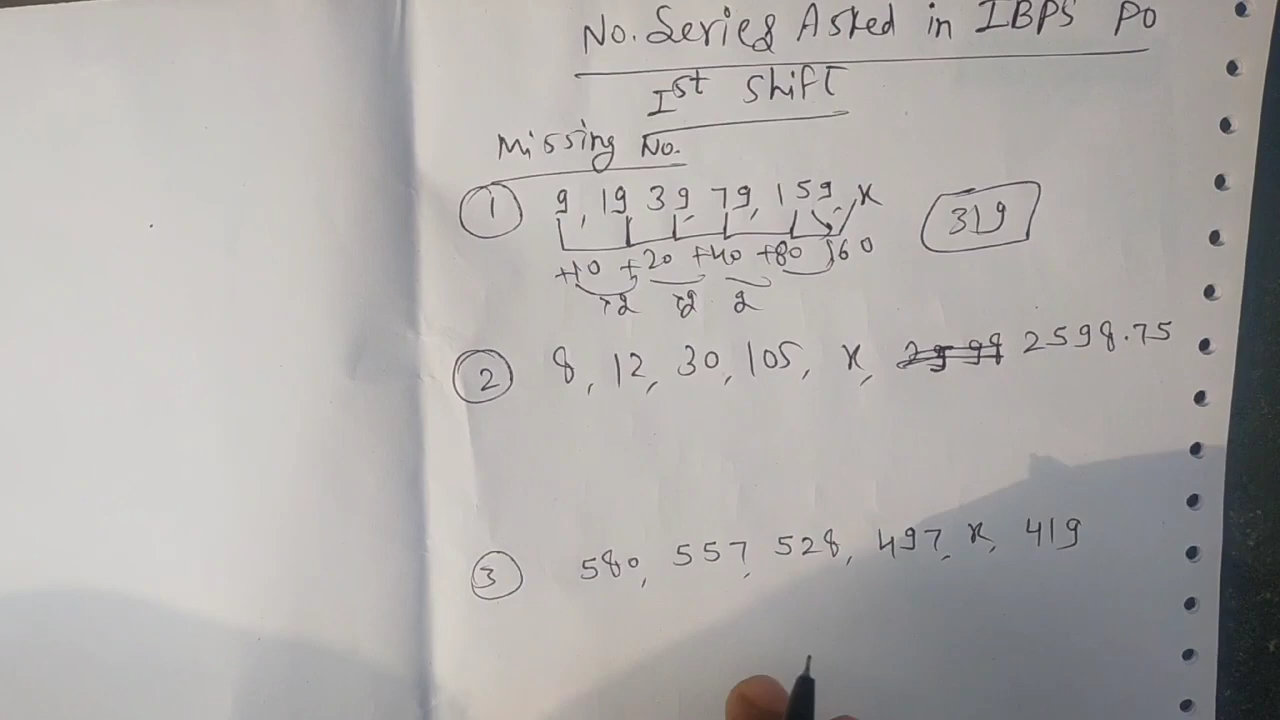 No. Series Asked in IBPS PO
Ist Shift
Missing No.
1 9, 19, 39, 79, 159, x 319
+10 +20 +40 +80 160
×2 ×2 2
2 8, 12, 30, 105, x, 2598.75
3 580, 557, 528, 497, x, 419